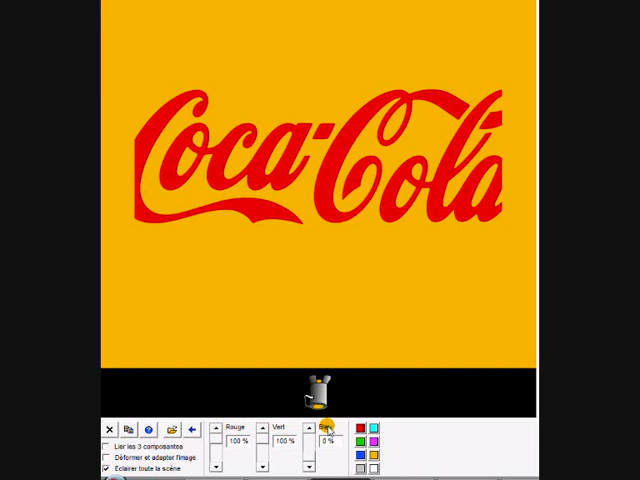 Coca-Cola
Rouge
Vert
100 %
100 %
0 %
Lier les 3 composantes
Déformer et adapter l'image
Eclairer toute la scène